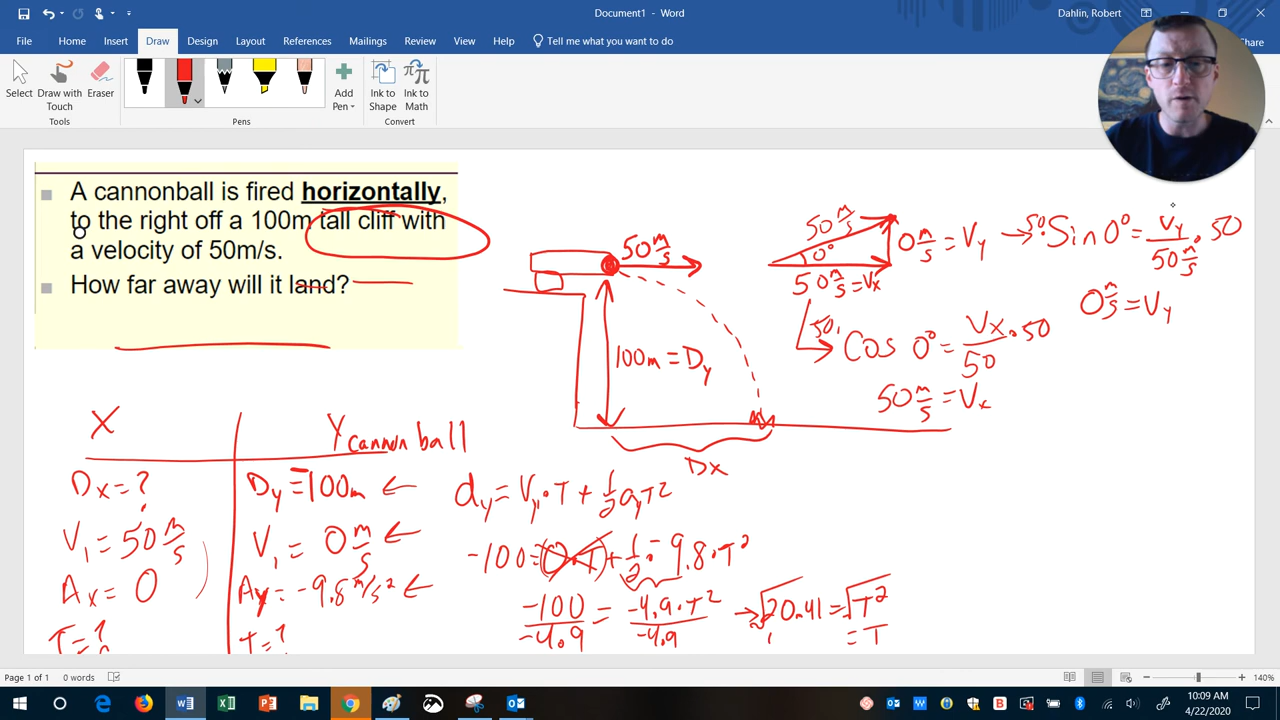 Document1 - Word
Dahlin, Robert
File Home Insert Draw Design Layout References Mailings Review View Help Tell me what you want to do
Share
Select
Draw with Touch
Eraser
Add Pen
Ink to Shape
Ink to Math
Tools
Pens
Convert
A cannonball is fired horizontally,
to the right off a 100m tall cliff with
a velocity of 50m/s.
How far away will it land?
50 m/s
100m = Dy
Dx
50 m/s
0°
0 m/s = Vy
50 m/s = Vx
50· Sin 0° = Vy / 50 m/s · 50
0 m/s = Vy
50· Cos 0° = Vx / 50 · 50
50 m/s = Vx
X
Y cannonball
Dx = ?
V1 = 50 m/s
Ax = 0
T = ?
Dy = -100m ←
V1 = 0 m/s ←
Ay = -9.8 m/s² ←
t = ?
dy = Vy1 · T + 1/2 ay T²
-100 = (0·T) + 1/2 · -9.8 · T²
-100 / -4.9 = -4.9 · T² / -4.9 → √20.41 = √T²
= T
Page 1 of 1
0 words
140%
10:09 AM
4/22/2020